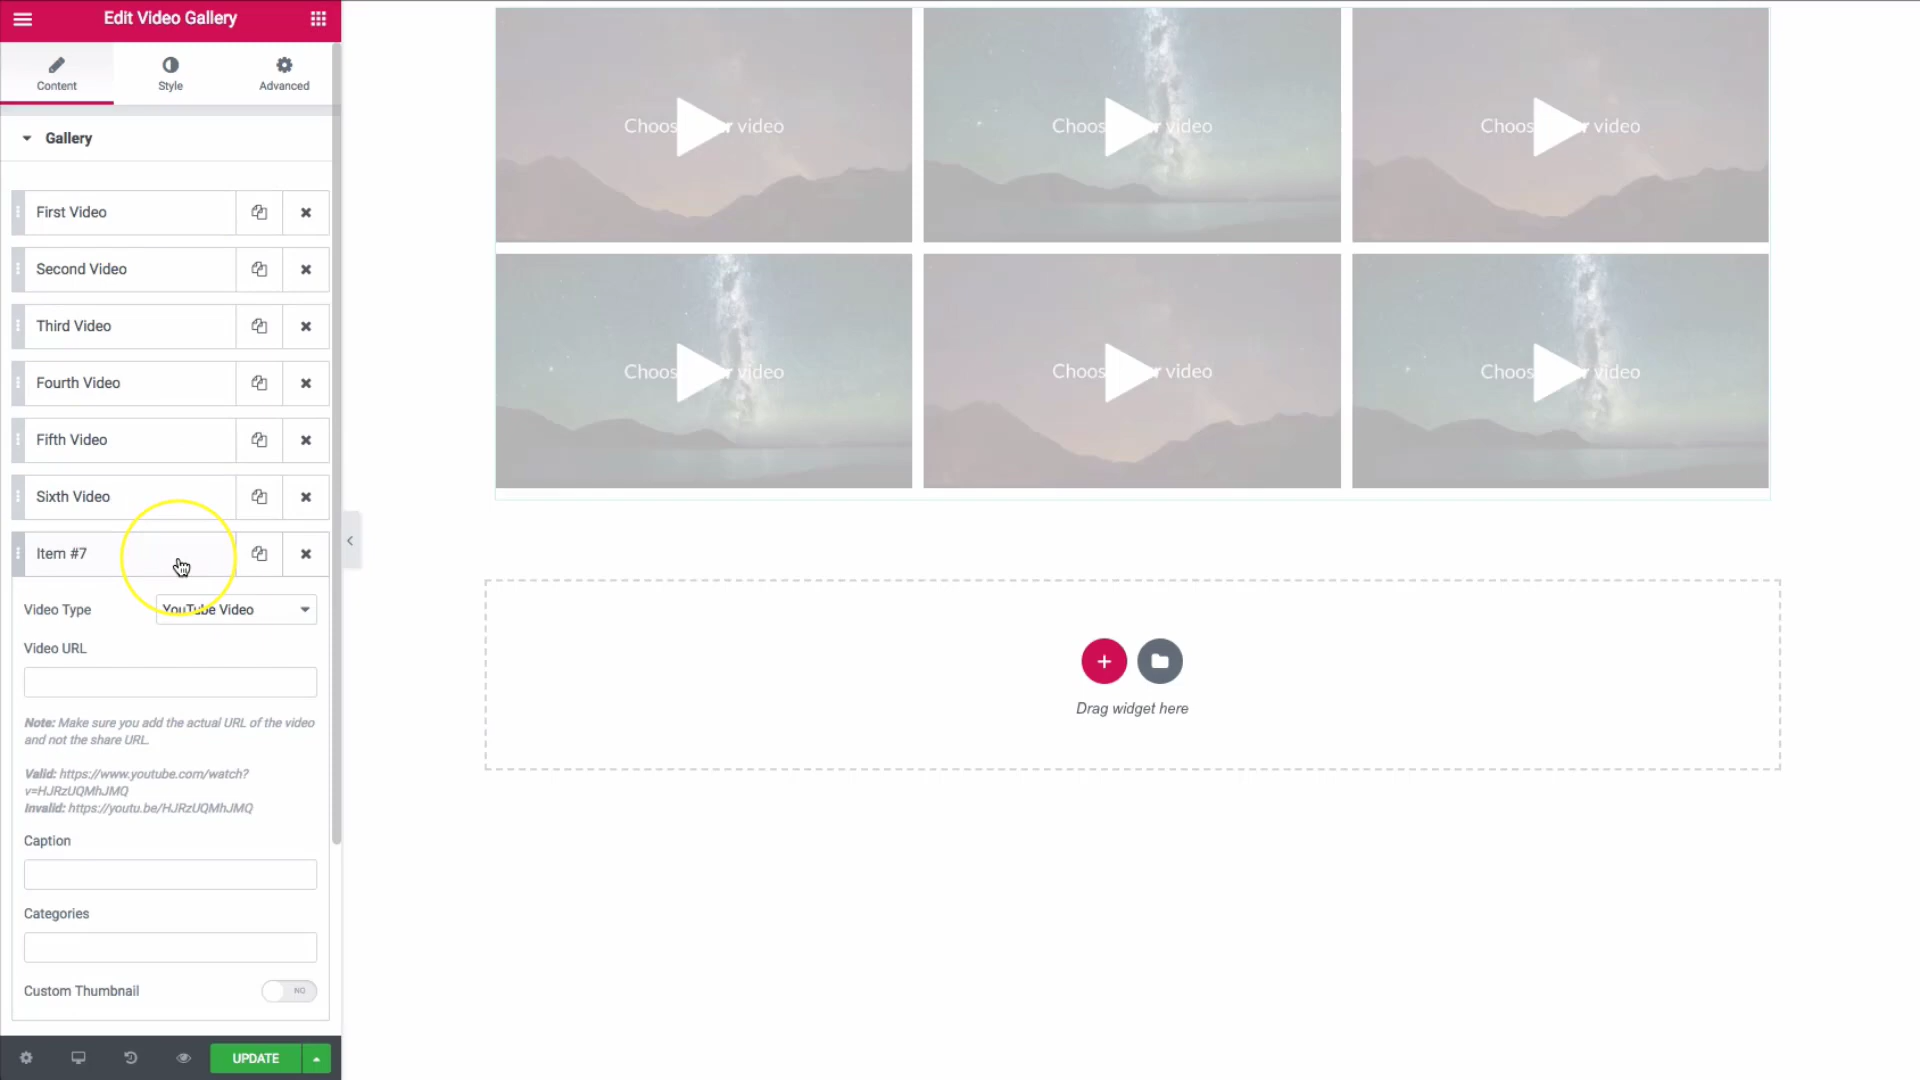 Edit Video Gallery
Content
Style
Advanced
Gallery
First Video
Second Video
Third Video
Fourth Video
Fifth Video
Sixth Video
Item #7
Video Type
YouTube Video
Video URL
Note: Make sure you add the actual URL of the video
and not the share URL.
Valid: https://www.youtube.com/watch?
v=HJRzUQMhJMQ
Invalid: https://youtu.be/HJRzUQMhJMQ
Caption
Categories
Custom Thumbnail
NO
UPDATE
Choos r video
Choos r video
Choos r video
Choos video
Choos r video
Choos video
Drag widget here